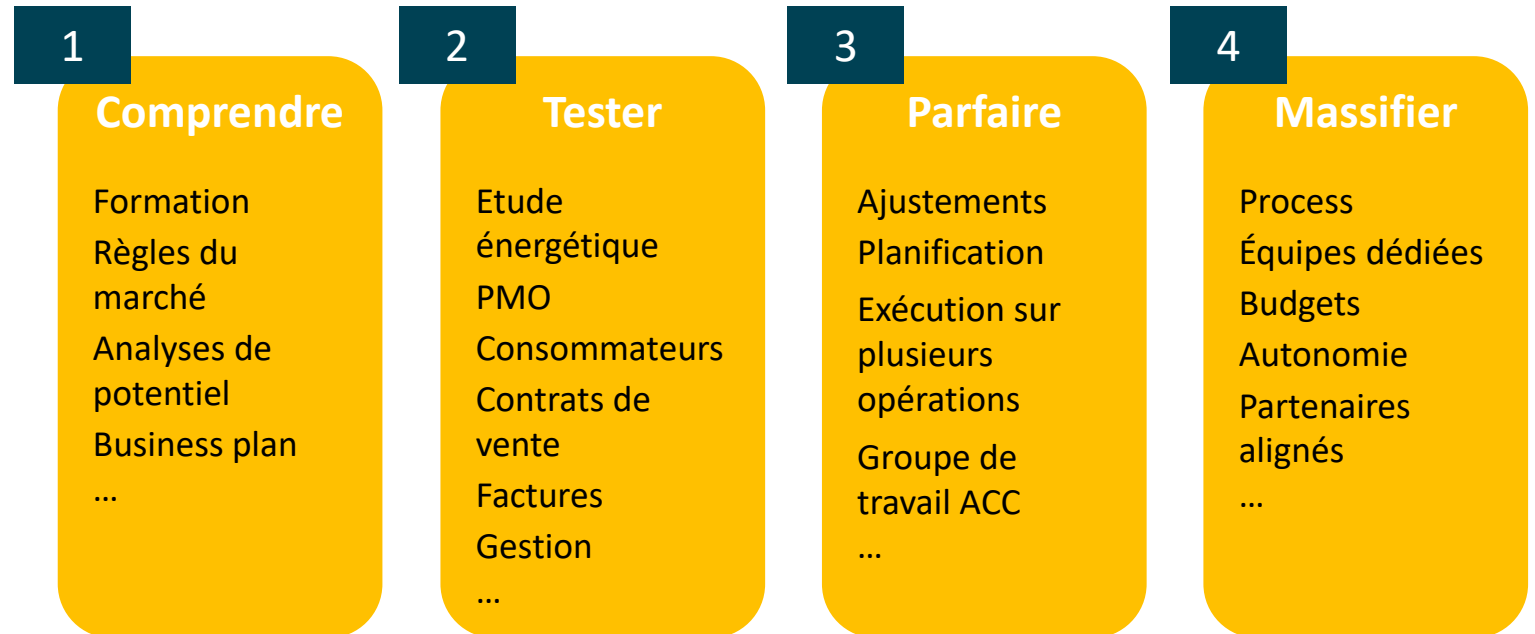 1
Comprendre
Formation
Règles du
marché
Analyses de
potentiel
Business plan
…
2
Tester
Etude
énergétique
PMO
Consommateurs
Contrats de
vente
Factures
Gestion
…
3
Parfaire
Ajustements
Planification
Exécution sur
plusieurs
opérations
Groupe de
travail ACC
…
4
Massifier
Process
Équipes dédiées
Budgets
Autonomie
Partenaires
alignés
…